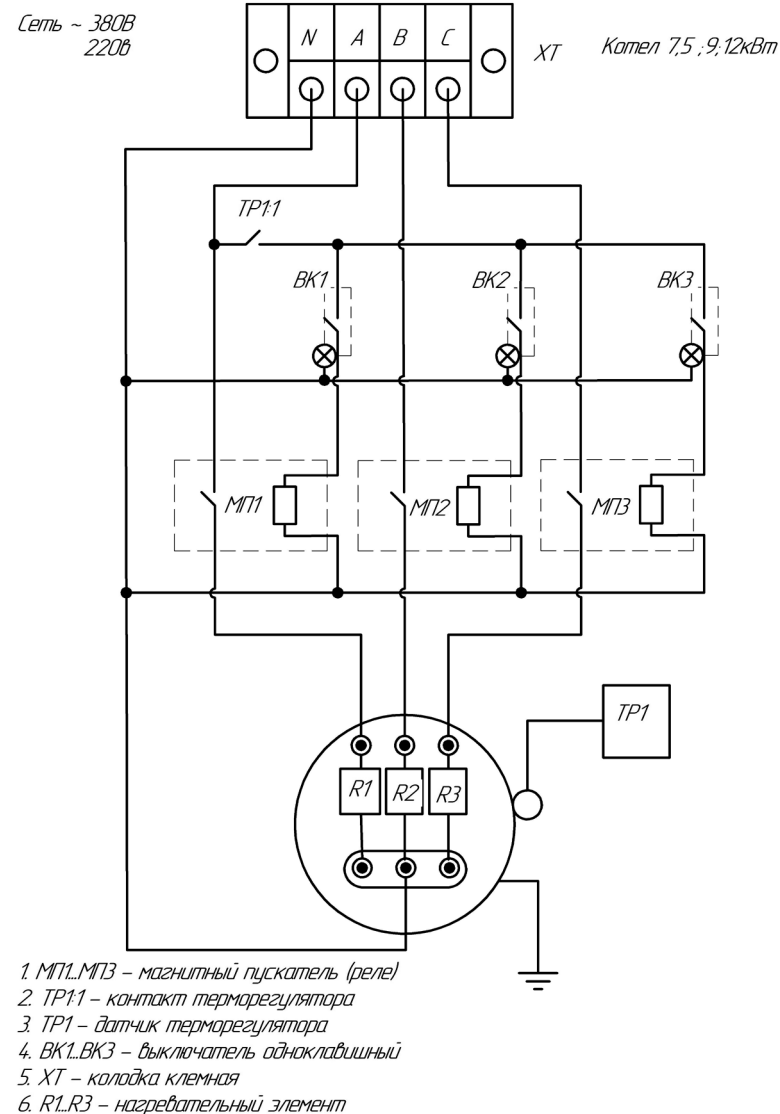 Сеть ~ 380В
220в
N A B C
XT
Котел 7,5 ;9;12кВт
ТР1:1
ВК1
ВК2
ВК3
МП1
МП2
МП3
ТР1
R1
R2
R3
1. МП1...МП3 – магнитный пускатель (реле)
2. ТР1:1 – контакт терморегулятора
3. ТР1 – датчик терморегулятора
4. ВК1...ВК3 – выключатель одноклавишный
5. ХТ – колодка клемная
6. R1...R3 – нагревательный элемент